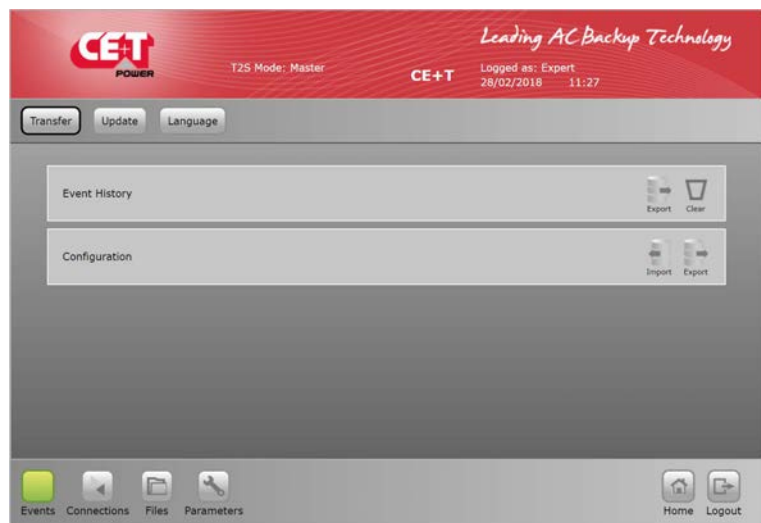 CE+T
POWER
Leading AC Backup Technology
T2S Mode: Master
CE+T
Logged as: Expert
28/02/2018 11:27
Transfer Update Language
Event History
Export Clear
Configuration
Import Export
Events Connections Files Parameters
Home Logout